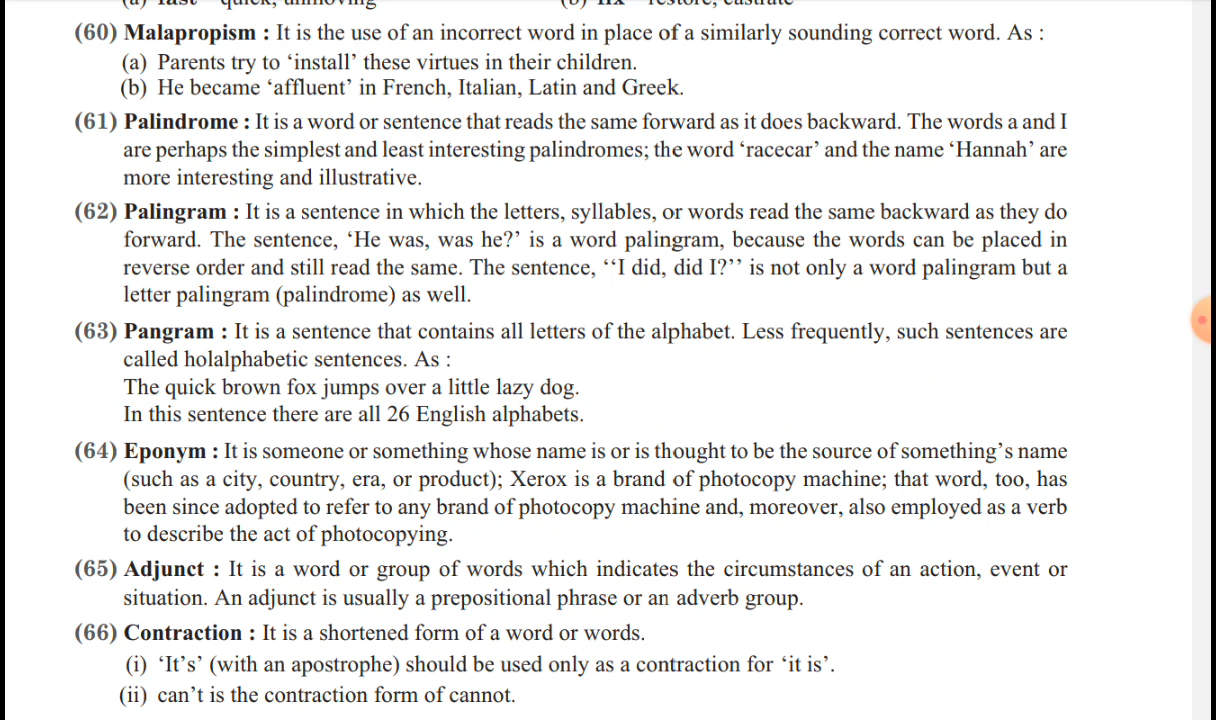 (a) fast – quick, unmoving (b) fix – restore, castrate
(60) Malapropism : It is the use of an incorrect word in place of a similarly sounding correct word. As :
(a) Parents try to ‘install’ these virtues in their children.
(b) He became ‘affluent’ in French, Italian, Latin and Greek.
(61) Palindrome : It is a word or sentence that reads the same forward as it does backward. The words a and I
are perhaps the simplest and least interesting palindromes; the word ‘racecar’ and the name ‘Hannah’ are
more interesting and illustrative.
(62) Palingram : It is a sentence in which the letters, syllables, or words read the same backward as they do
forward. The sentence, ‘He was, was he?’ is a word palingram, because the words can be placed in
reverse order and still read the same. The sentence, ‘‘I did, did I?’’ is not only a word palingram but a
letter palingram (palindrome) as well.
(63) Pangram : It is a sentence that contains all letters of the alphabet. Less frequently, such sentences are
called holalphabetic sentences. As :
The quick brown fox jumps over a little lazy dog.
In this sentence there are all 26 English alphabets.
(64) Eponym : It is someone or something whose name is or is thought to be the source of something’s name
(such as a city, country, era, or product); Xerox is a brand of photocopy machine; that word, too, has
been since adopted to refer to any brand of photocopy machine and, moreover, also employed as a verb
to describe the act of photocopying.
(65) Adjunct : It is a word or group of words which indicates the circumstances of an action, event or
situation. An adjunct is usually a prepositional phrase or an adverb group.
(66) Contraction : It is a shortened form of a word or words.
(i) ‘It’s’ (with an apostrophe) should be used only as a contraction for ‘it is’.
(ii) can’t is the contraction form of cannot.